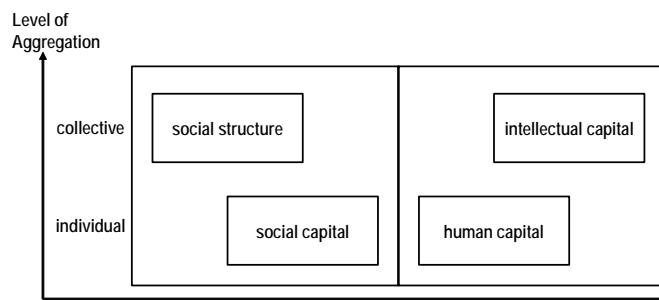 Level of
Aggregation
collective
social structure
intellectual capital
individual
social capital
human capital